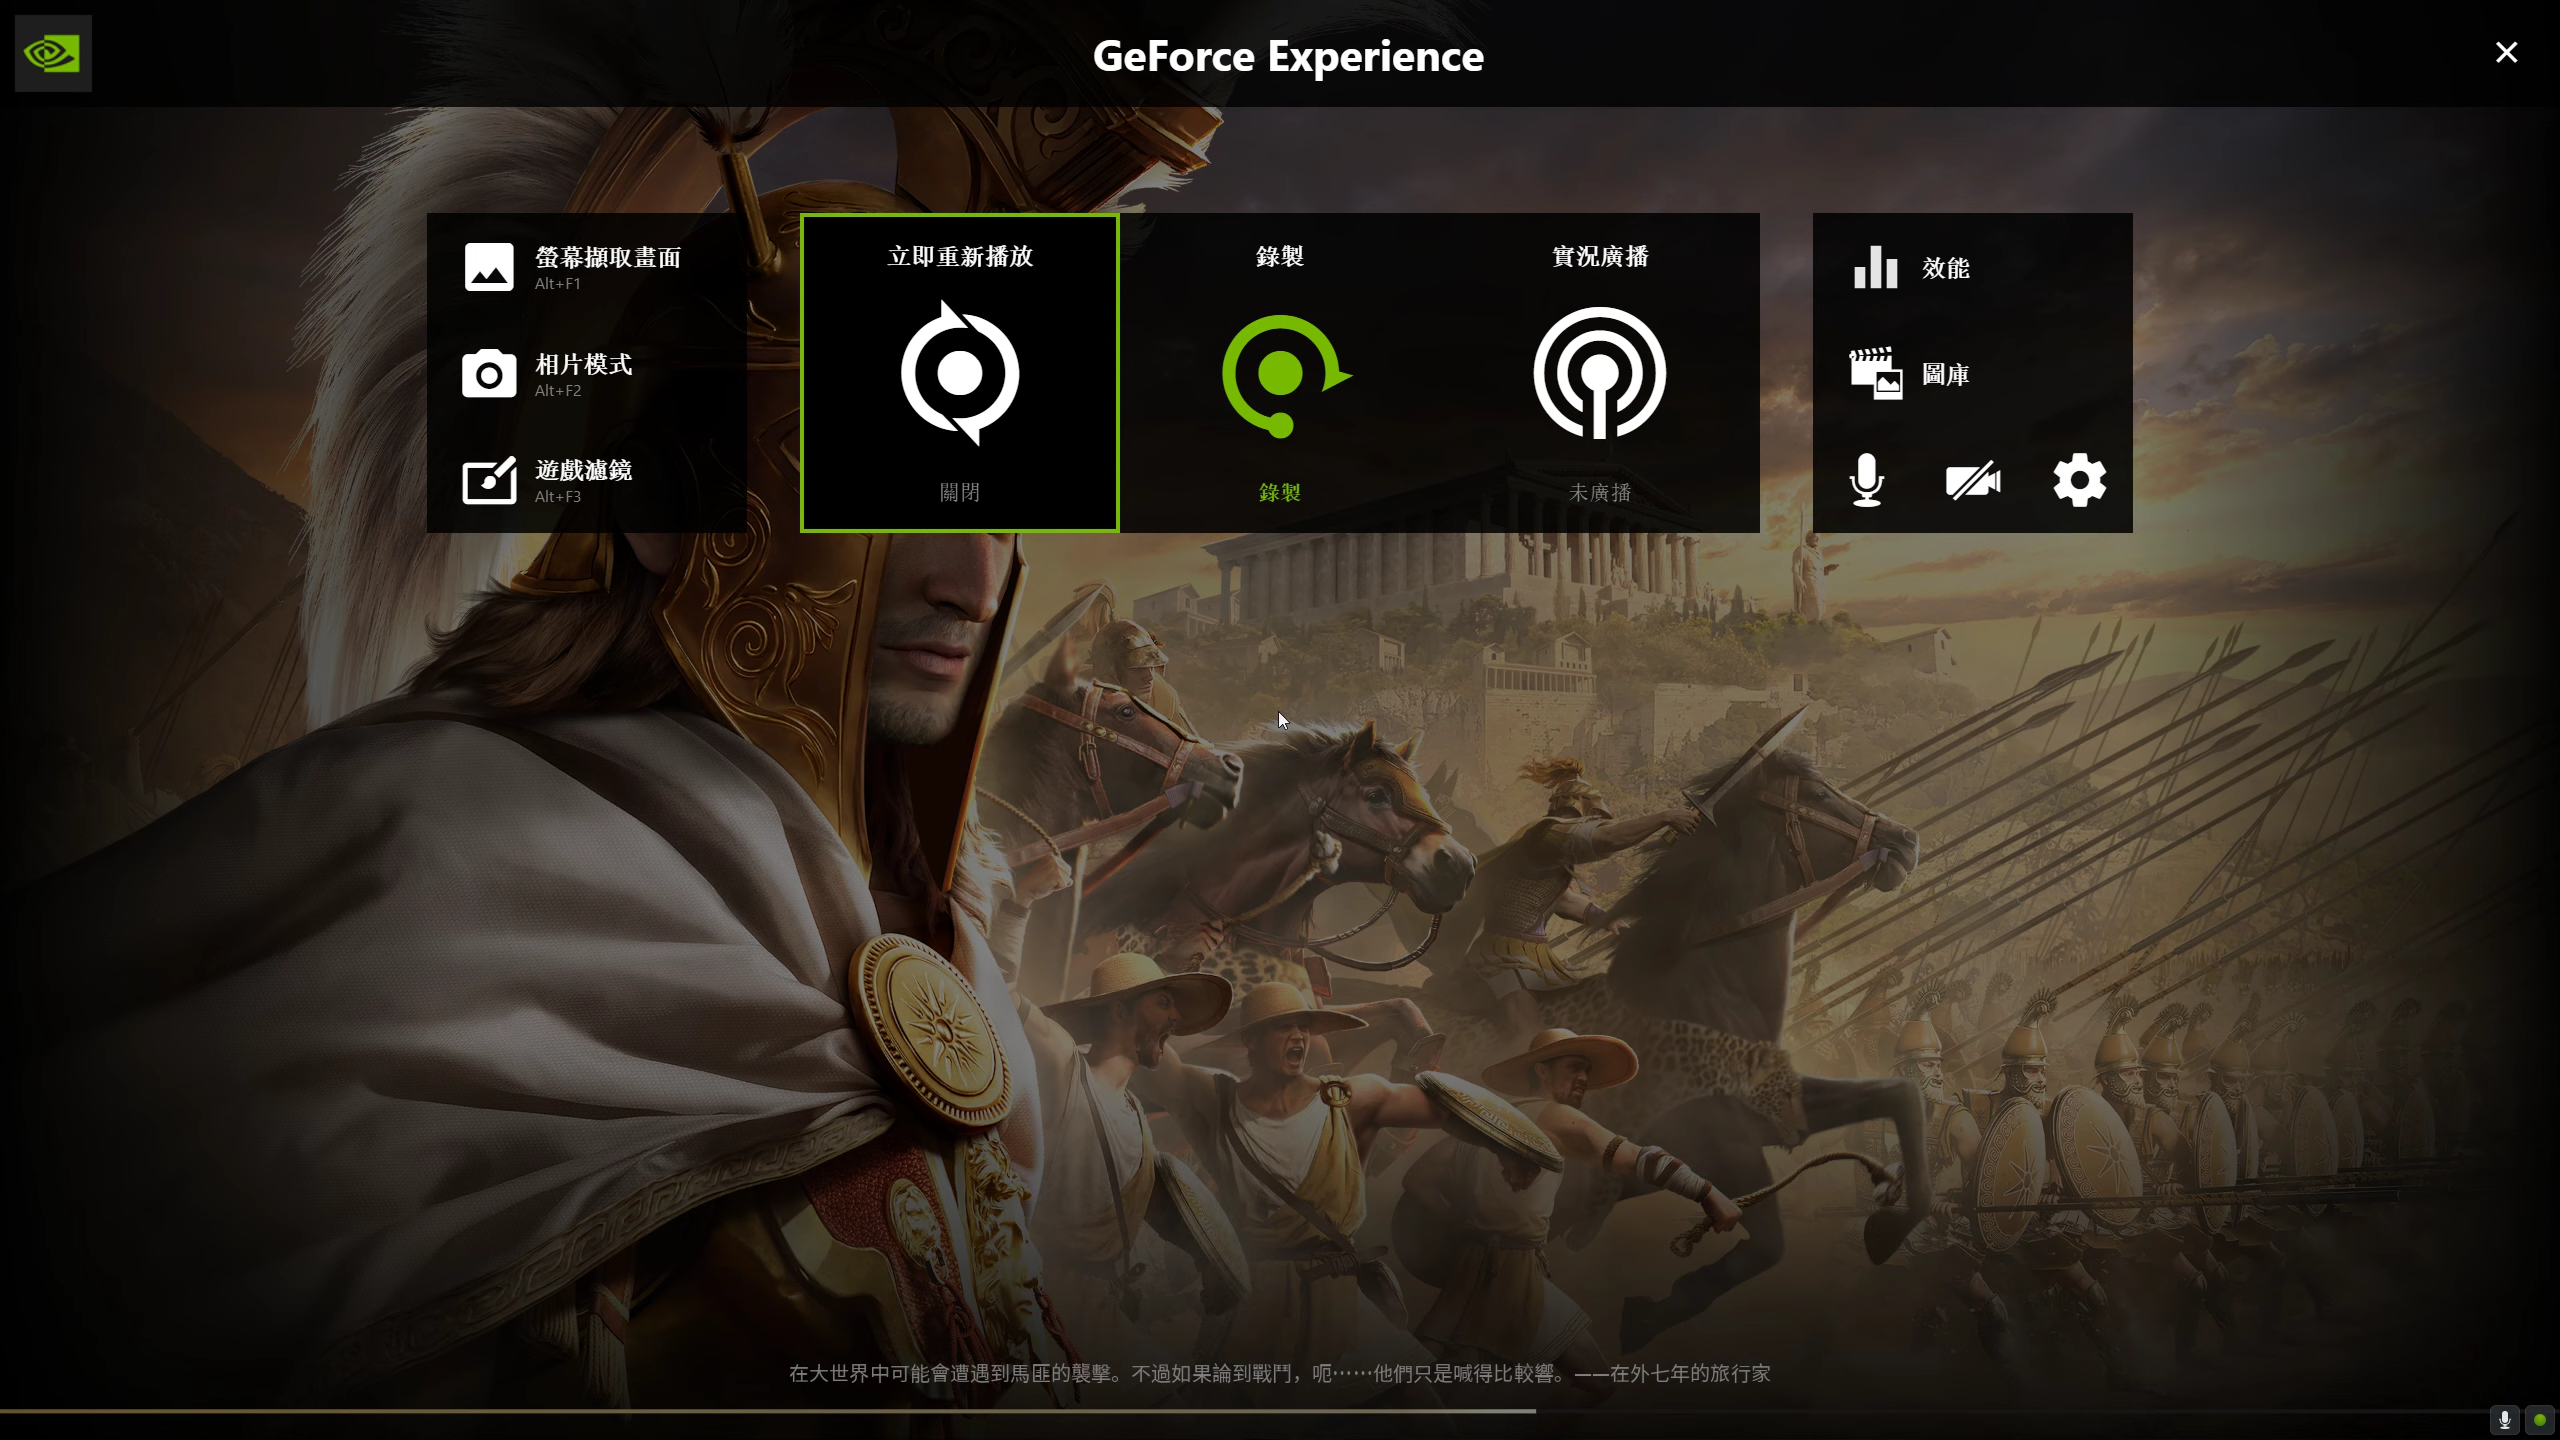 GeForce Experience
螢幕擷取畫面
Alt+F1
相片模式
Alt+F2
遊戲濾鏡
Alt+F3
立即重新播放
關閉
錄製
錄製
實況廣播
未廣播
效能
圖庫
在大世界中可能會遭遇到馬匪的襲擊。不過如果論到戰鬥，呃……他們只是喊得比較響。——在外七年的旅行家